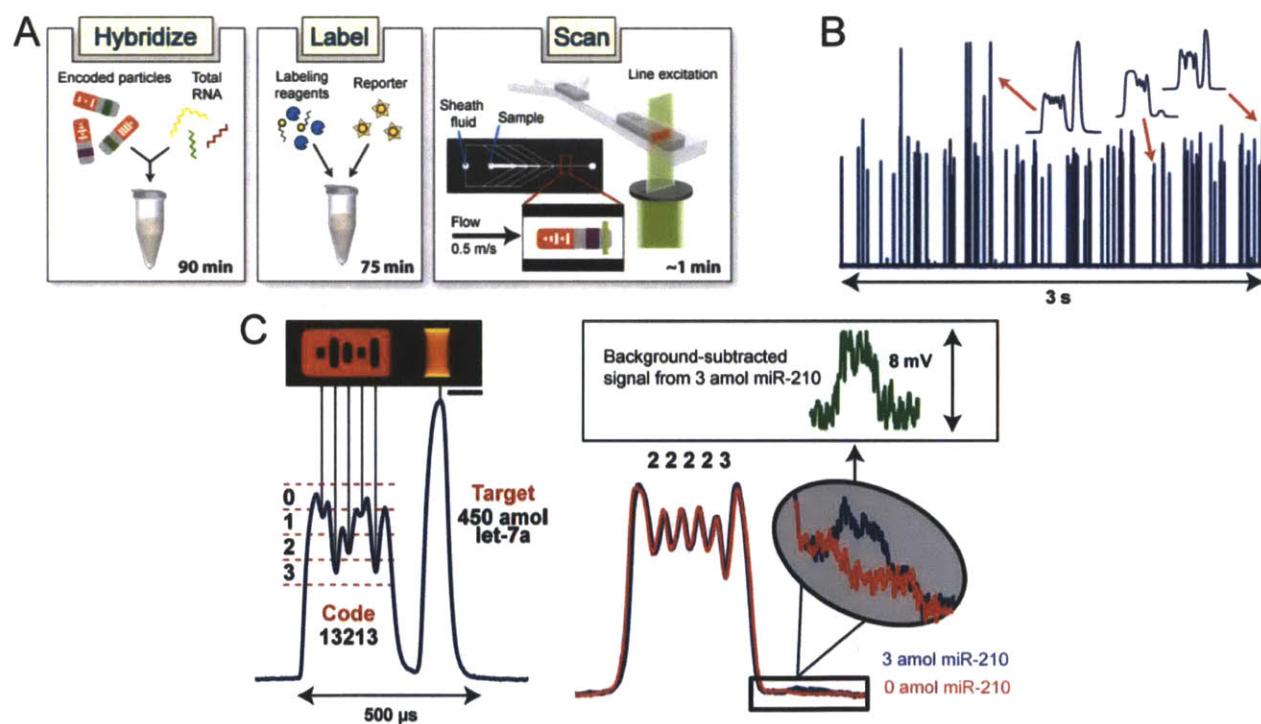 A
Hybridize
Encoded particles
Total
RNA
90 min
Label
Labeling
reagents
Reporter
75 min
Scan
Line excitation
Sheath
fluid
Sample
Flow
0.5 m/s
~1 min
B
3 s
C
0
1
2
3
Code
13213
Target
450 amol
let-7a
500 µs
Background-subtracted
signal from 3 amol miR-210
8 mV
2 2 2 2 3
3 amol miR-210
0 amol miR-210